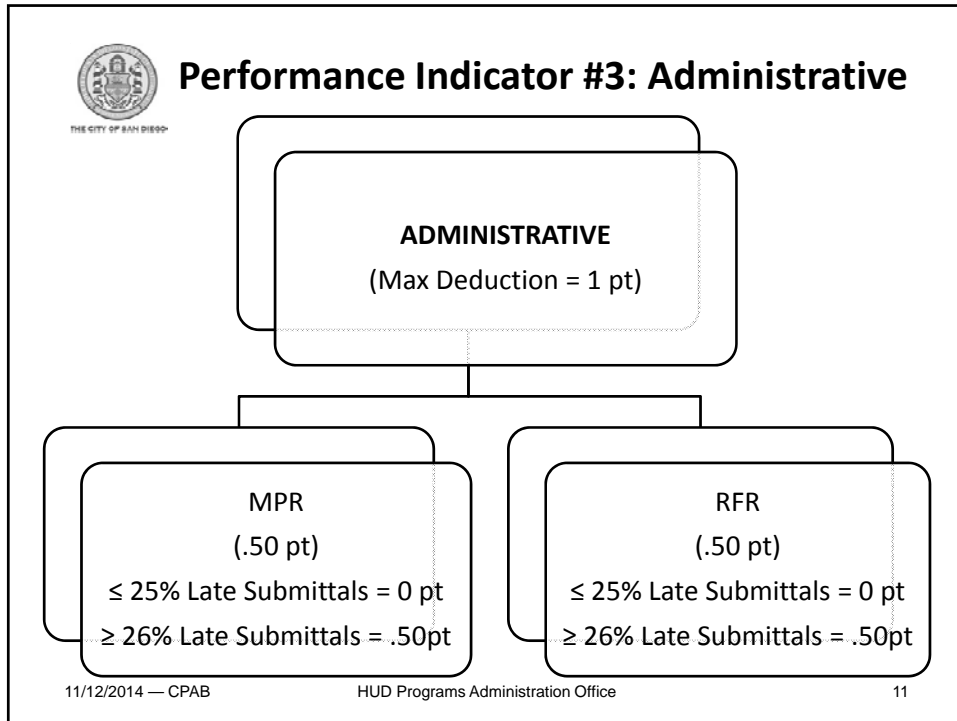 THE CITY OF SAN DIEGO
Performance Indicator #3: Administrative
ADMINISTRATIVE
(Max Deduction = 1 pt)
MPR
(.50 pt)
≤ 25% Late Submittals = 0 pt
≥ 26% Late Submittals = .50pt
RFR
(.50 pt)
≤ 25% Late Submittals = 0 pt
≥ 26% Late Submittals = .50pt
11/12/2014 — CPAB HUD Programs Administration Office 11